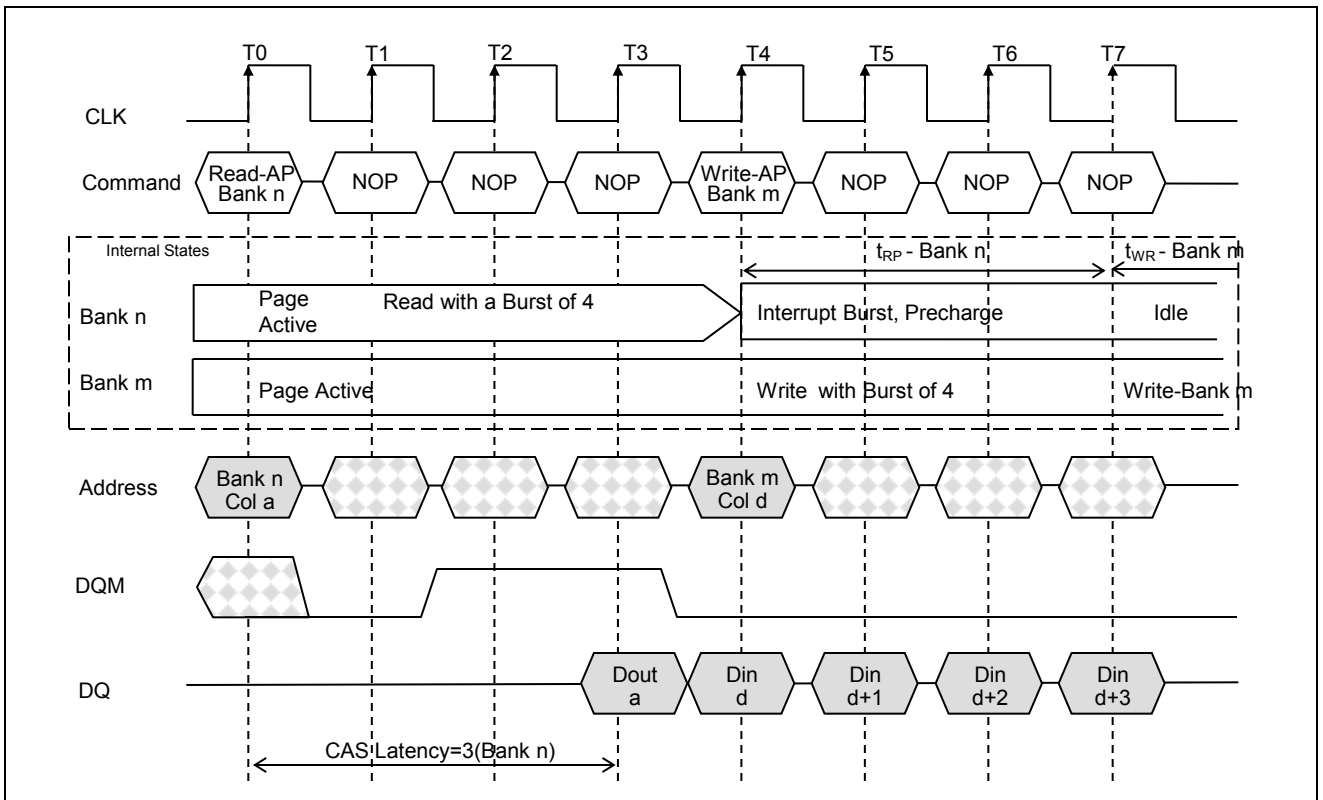 T0 T1 T2 T3 T4 T5 T6 T7
CLK
Command
Read-AP
Bank n
NOP
NOP
NOP
Write-AP
Bank m
NOP
NOP
NOP
Internal States
tRP - Bank n
tWR - Bank m
Bank n
Page
Active
Read with a Burst of 4
Interrupt Burst, Precharge
Idle
Bank m
Page Active
Write with Burst of 4
Write-Bank m
Address
Bank n
Col a
Bank m
Col d
DQM
DQ
Dout
a
Din
d
Din
d+1
Din
d+2
Din
d+3
CAS Latency=3(Bank n)